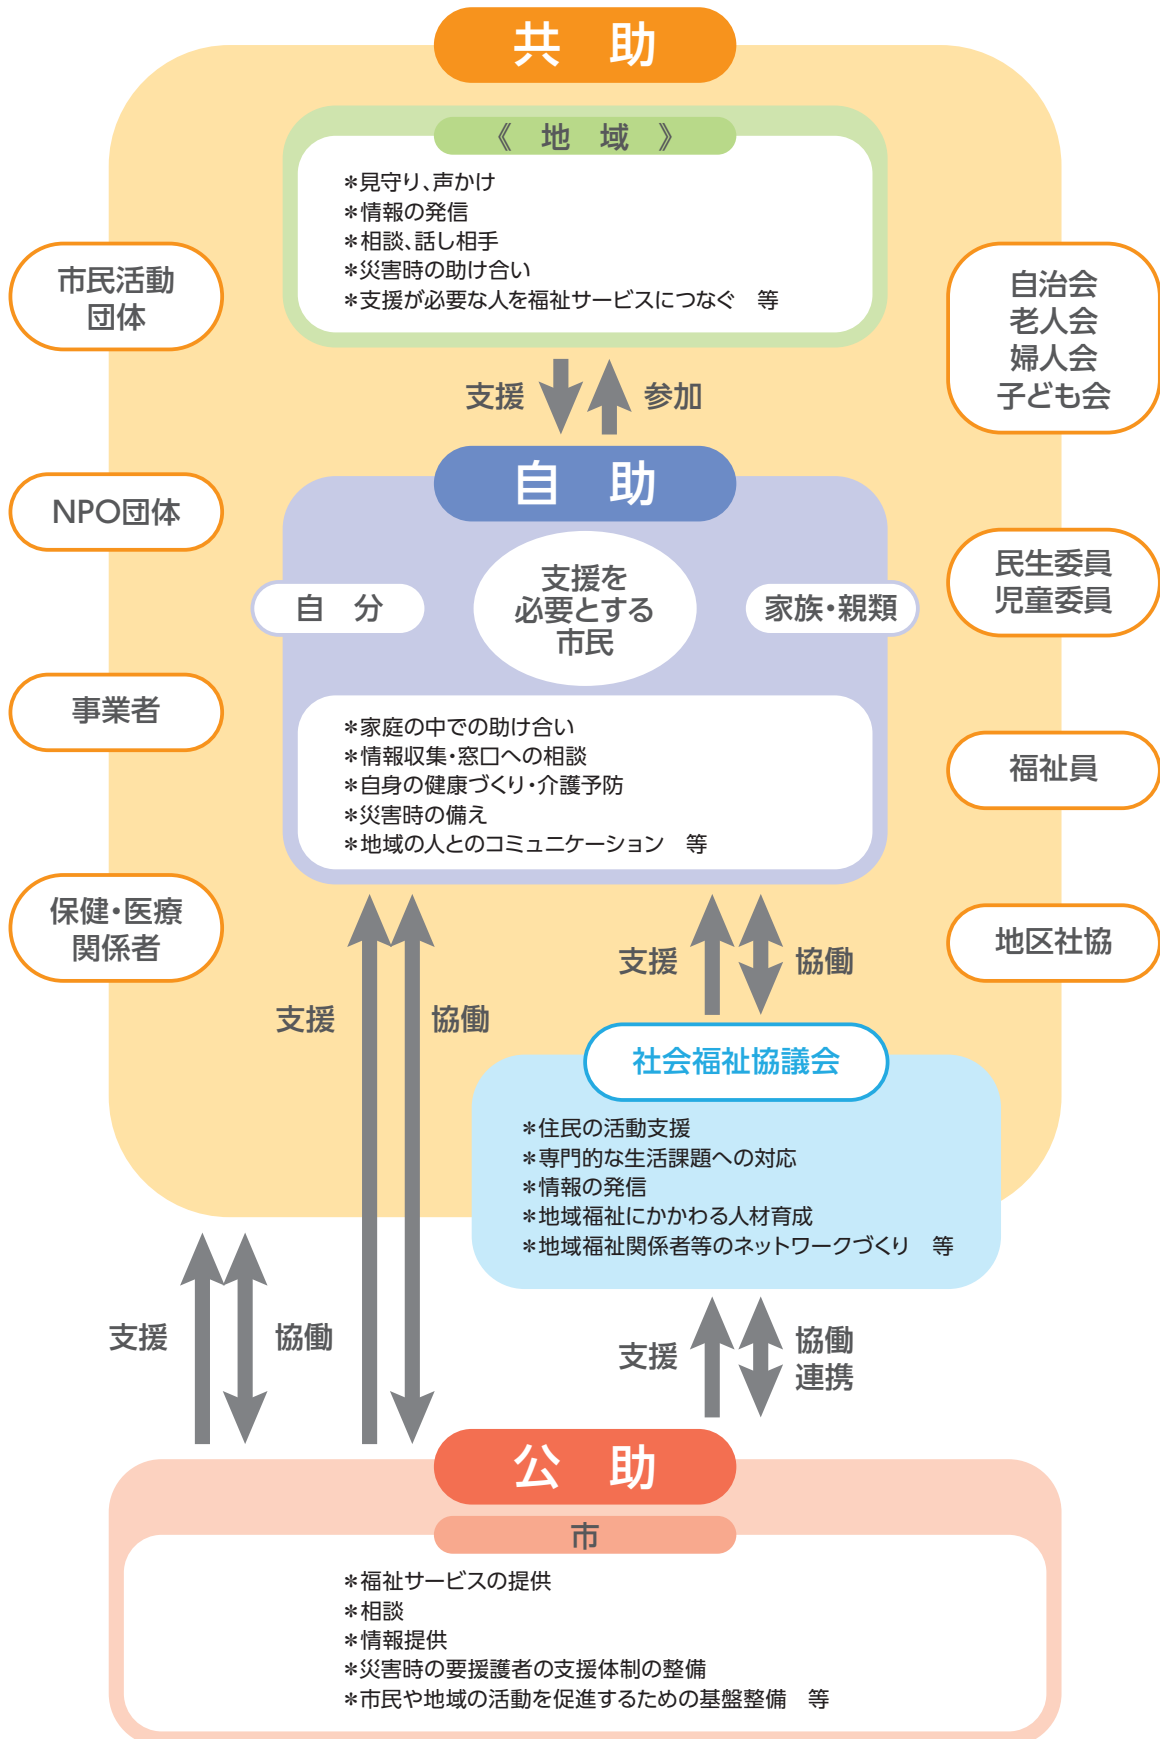 共　助
《　地　域　》
＊見守り、声かけ
＊情報の発信
＊相談、話し相手
＊災害時の助け合い
＊支援が必要な人を福祉サービスにつなぐ　等
市民活動
団体
自治会
老人会
婦人会
子ども会
支援
参加
自　助
NPO団体
支援を
必要とする
市民
自　分
家族・親類
民生委員
児童委員
事業者
＊家庭の中での助け合い
＊情報収集・窓口への相談
＊自身の健康づくり・介護予防
＊災害時の備え
＊地域の人とのコミュニケーション　等
福祉員
保健・医療
関係者
地区社協
支援
協働
支援
協働
社会福祉協議会
＊住民の活動支援
＊専門的な生活課題への対応
＊情報の発信
＊地域福祉にかかわる人材育成
＊地域福祉関係者等のネットワークづくり　等
支援
協働
支援
協働
連携
公　助
市
＊福祉サービスの提供
＊相談
＊情報提供
＊災害時の要援護者の支援体制の整備
＊市民や地域の活動を促進するための基盤整備　等